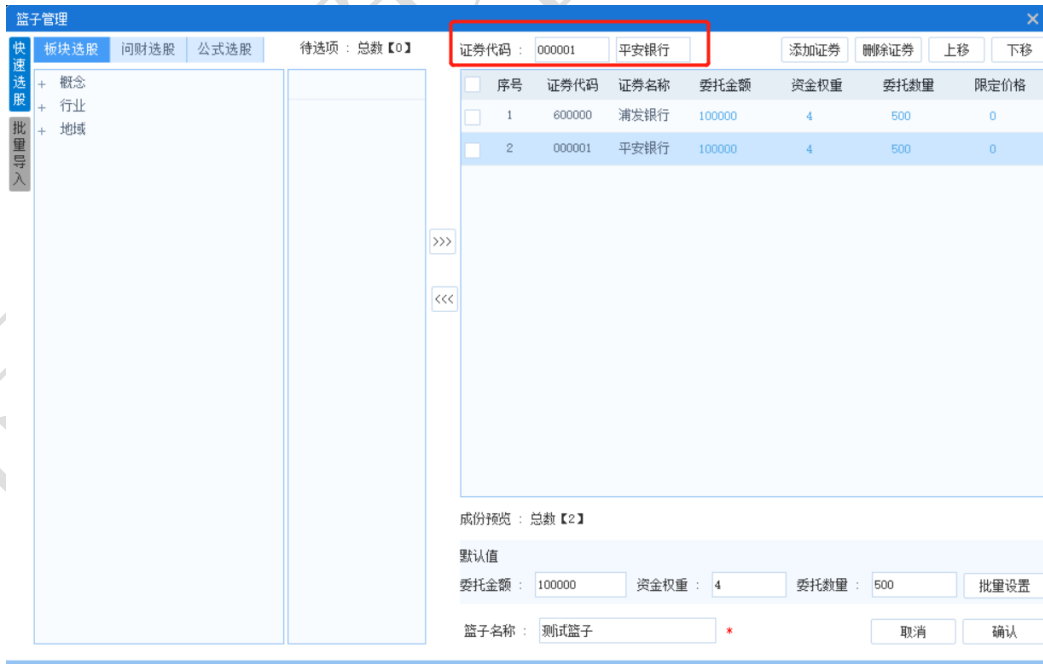 篮子管理
快速选股
批量导入
板块选股 问财选股 公式选股
待选项 : 总数【0】
证券代码 : 000001 平安银行 添加证券 删除证券 上移 下移
+ 概念
+ 行业
+ 地域
序号 证券代码 证券名称 委托金额 资金权重 委托数量 限定价格
1 600000 浦发银行 100000 4 500 0
2 000001 平安银行 100000 4 500 0
>>>
<<<
成份预览 : 总数【2】
默认值
委托金额 : 100000 资金权重 : 4 委托数量 : 500 批量设置
篮子名称 : 测试篮子 * 取消 确认